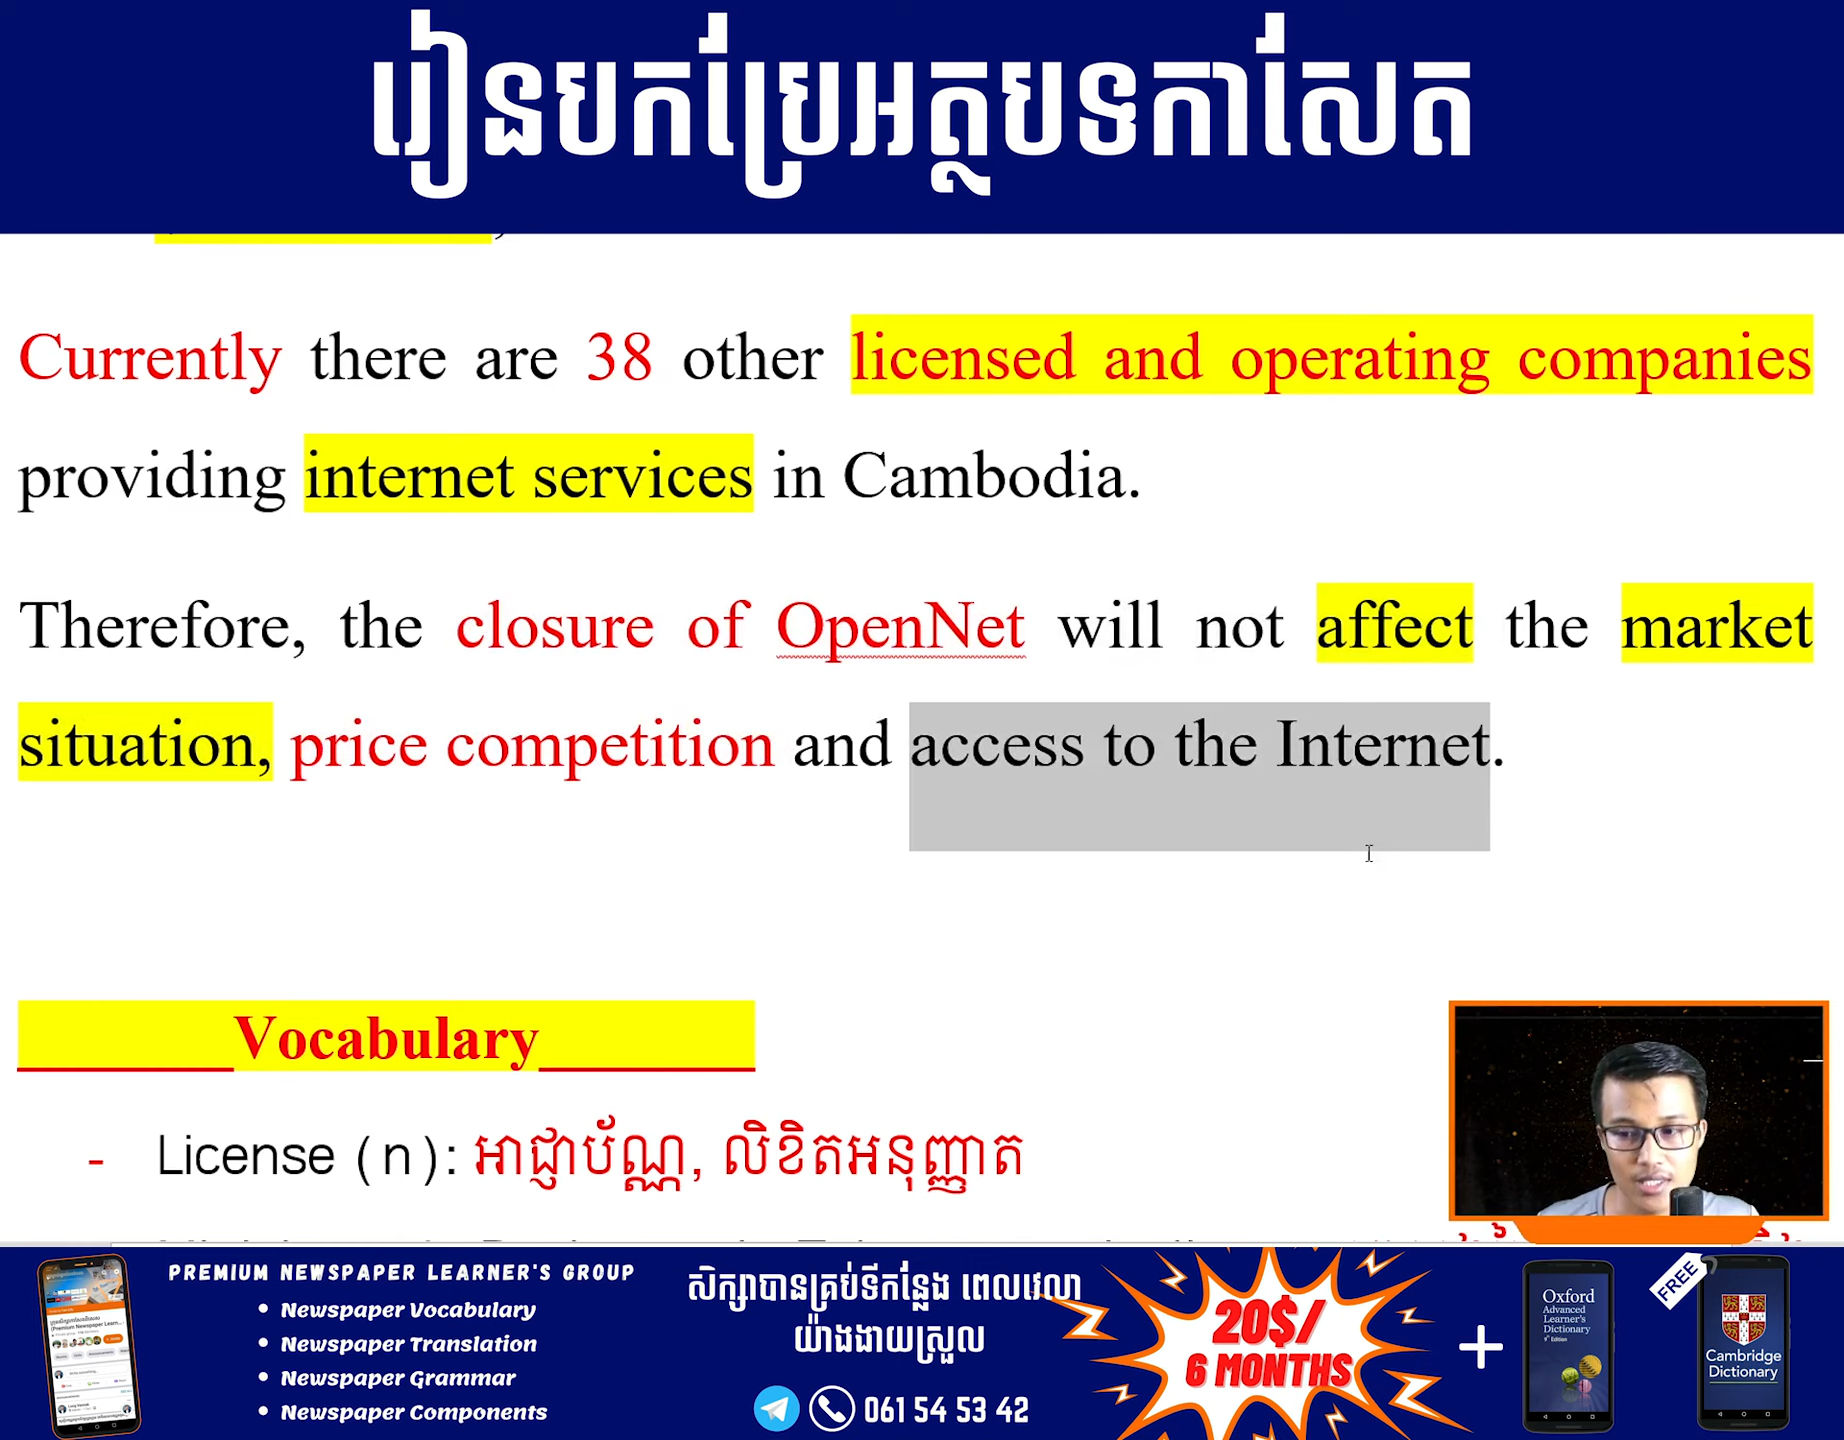 រៀនបកប្រែអត្ថបទកាសែត
Currently there are 38 other licensed and operating companies
providing internet services in Cambodia.
Therefore, the closure of OpenNet will not affect the market
situation, price competition and access to the Internet.
Vocabulary
- License (n): អាជ្ញាប័ណ្ណ, លិខិតអនុញ្ញាត
PREMIUM NEWSPAPER LEARNER'S GROUP
• Newspaper Vocabulary
• Newspaper Translation
• Newspaper Grammar
• Newspaper Components
សិក្សាបានគ្រប់ទីកន្លែង ពេលវេលា
យ៉ាងងាយស្រួល
061 54 53 42
20$/
6 MONTHS
+
Oxford
Advanced
Learner's
Dictionary
9th Edition
FREE
Cambridge
Dictionary